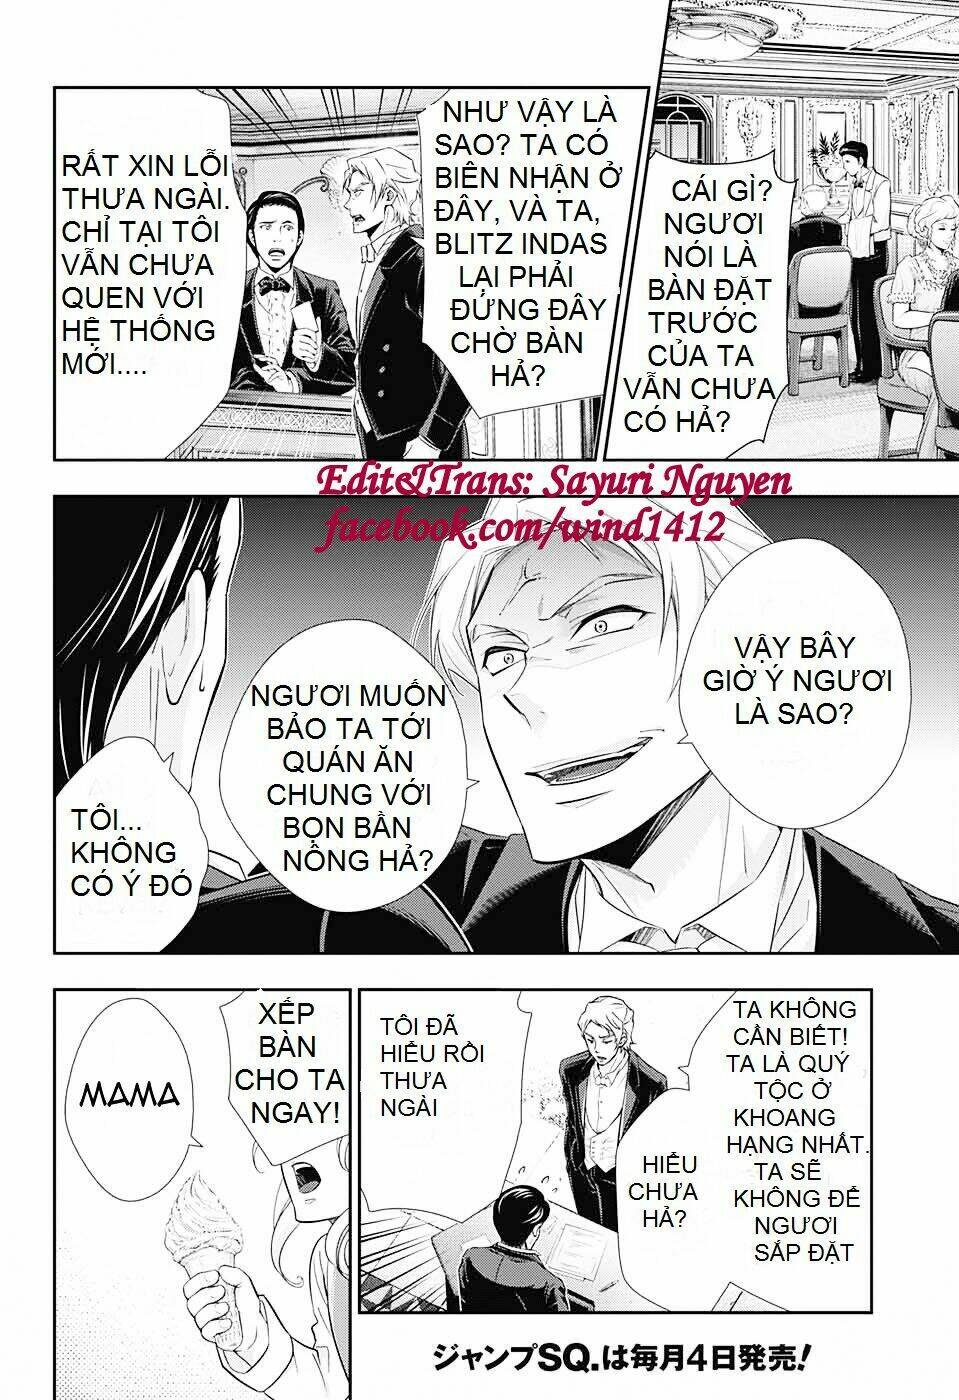 CÁI GÌ?
NGƯƠI
NÓI LÀ
BÀN ĐẶT
TRƯỚC
CỦA TA
VẪN CHƯA
CÓ HẢ?
NHƯ VẬY LÀ
SAO? TA CÓ
BIÊN NHẬN Ở
ĐÂY, VÀ TA,
BLITZ INDAS
LẠI PHẢI
ĐỨNG ĐÂY
CHỜ BÀN
HẢ?
RẤT XIN LỖI
THƯA NGÀI.
CHỈ TẠI TÔI
VẪN CHƯA
QUEN VỚI
HỆ THỐNG
MỚI....
Edit&Trans: Sayuri Nguyen
facebook.com/wind1412
VẬY BÂY
GIỜ Ý NGƯƠI
LÀ SAO?
NGƯƠI MUỐN
BẢO TA TỚI
QUÁN ĂN
CHUNG VỚI
BỌN BẦN
NÔNG HẢ?
TÔI...
KHÔNG
CÓ Ý ĐÓ
TA KHÔNG
CẦN BIẾT!
TA LÀ QUÝ
TỘC Ở
KHOANG
HẠNG NHẤT.
TA SẼ
KHÔNG ĐỂ
NGƯƠI
SẮP ĐẶT
HIỂU
CHƯA
HẢ?
TÔI ĐÃ
HIỂU RỒI
THƯA
NGÀI
XẾP
BÀN
CHO TA
NGAY!
MAMA
ジャンプSQ.は毎月4日発売!